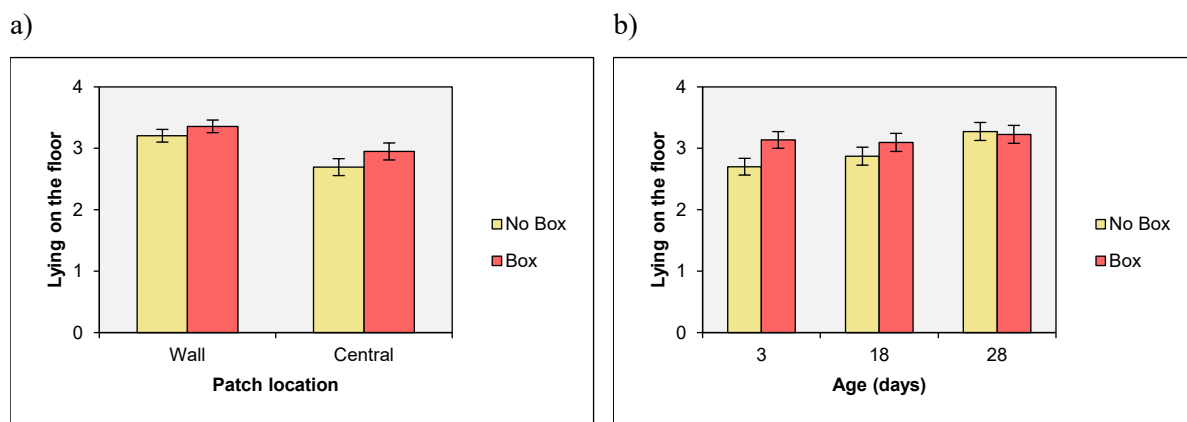 a)
Lying on the floor
4
3
2
1
0
Wall Central
Patch location
No Box
Box
b)
Lying on the floor
4
3
2
1
0
3 18 28
Age (days)
No Box
Box